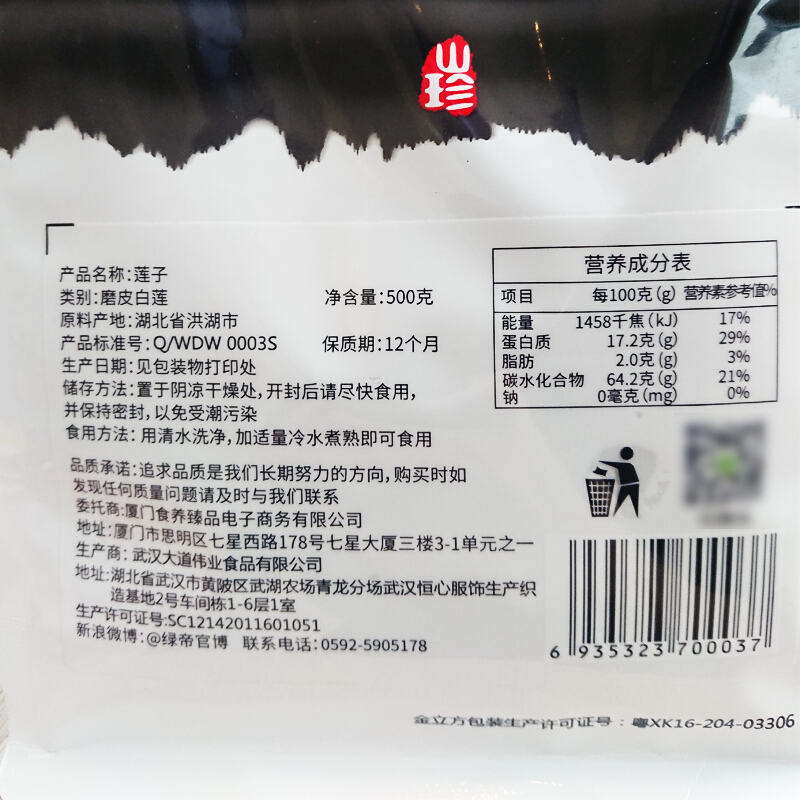 山珍
产品名称：莲子
类别：磨皮白莲
净含量：500克
原料产地：湖北省洪湖市
产品标准号：Q/WDW 0003S
保质期：12个月
生产日期：见包装物打印处
储存方法：置于阴凉干燥处，开封后请尽快食用，
并保持密封，以免受潮污染
食用方法：用清水洗净，加适量冷水煮熟即可食用
品质承诺：追求品质是我们长期努力的方向，购买时如
发现任何质量问题请及时与我们联系
委托商：厦门食养臻品电子商务有限公司
地址：厦门市思明区七星西路178号七星大厦三楼3-1单元之一
生产商：武汉大道伟业食品有限公司
地址：湖北省武汉市黄陂区武湖农场青龙分场武汉恒心服饰生产织
造基地2号车间栋1-6层1室
生产许可证号：SC12142011601051
新浪微博：@绿帝官博 联系电话：0592-5905178
营养成分表
项目 每100克(g) 营养素参考值%
能量 1458千焦(kJ) 17%
蛋白质 17.2克(g) 29%
脂肪 2.0克(g) 3%
碳水化合物 64.2克(g) 21%
钠 0毫克(mg) 0%
6 935323 700037
金立方包装生产许可证号：粤XK16-204-03306